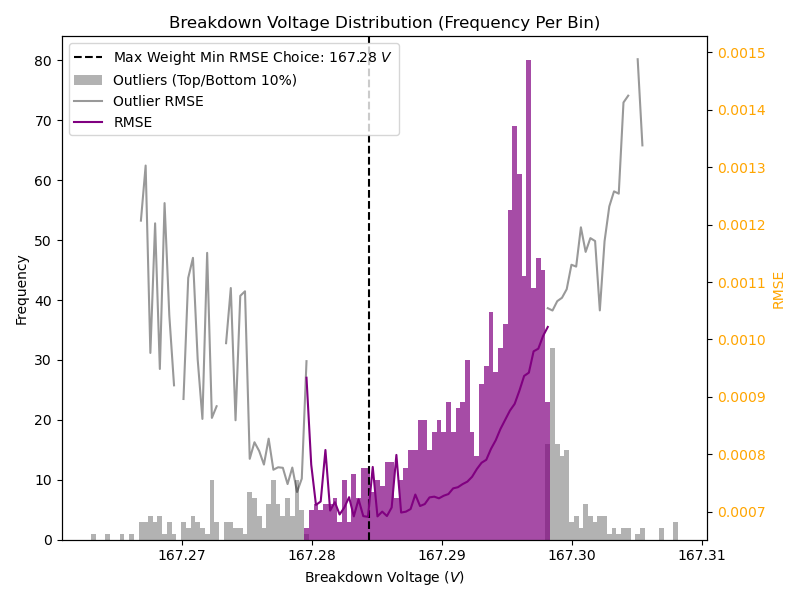 Breakdown Voltage Distribution (Frequency Per Bin)
Max Weight Min RMSE Choice: 167.28 V
Outliers (Top/Bottom 10%)
Outlier RMSE
RMSE
Frequency
80
70
60
50
40
30
20
10
0
0.0015
0.0014
0.0013
0.0012
0.0011
0.0010
0.0009
0.0008
0.0007
RMSE
167.27 167.28 167.29 167.30 167.31
Breakdown Voltage (V)